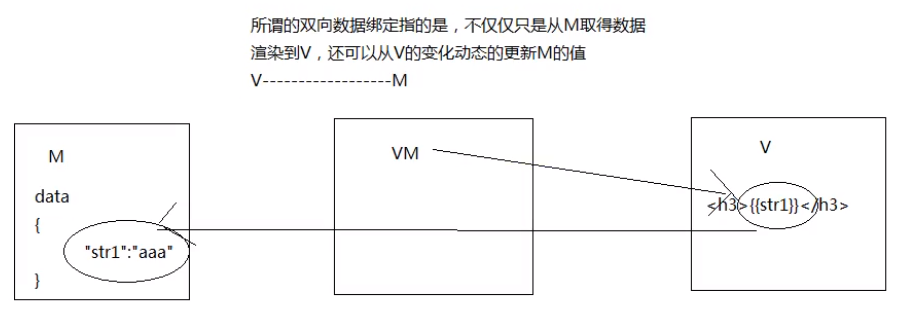 所谓的双向数据绑定指的是，不仅仅只是从M取得数据
渲染到V，还可以从V的变化动态的更新M的值
V------------------M
M
data
{
"str1":"aaa"
}
VM
V
<h3>{{str1}}</h3>